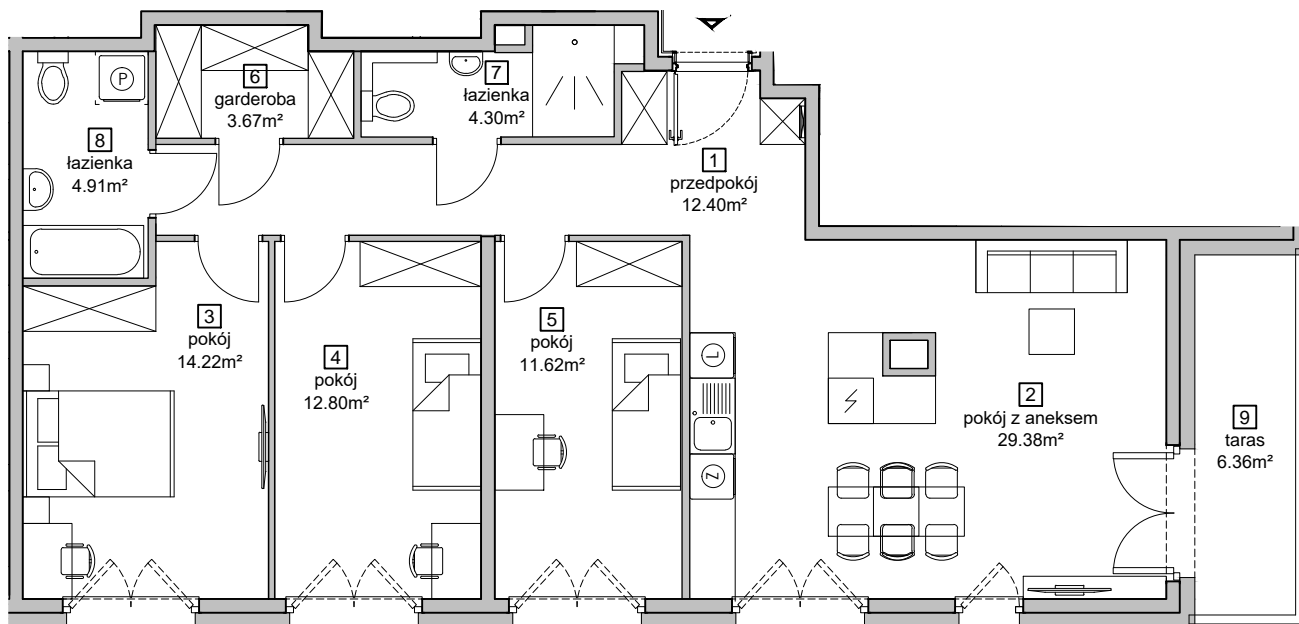 P
6
garderoba
3.67m²
7
łazienka
4.30m²
8
łazienka
4.91m²
1
przedpokój
12.40m²
3
pokój
14.22m²
4
pokój
12.80m²
5
pokój
11.62m²
L
Z
2
pokój z aneksem
29.38m²
9
taras
6.36m²